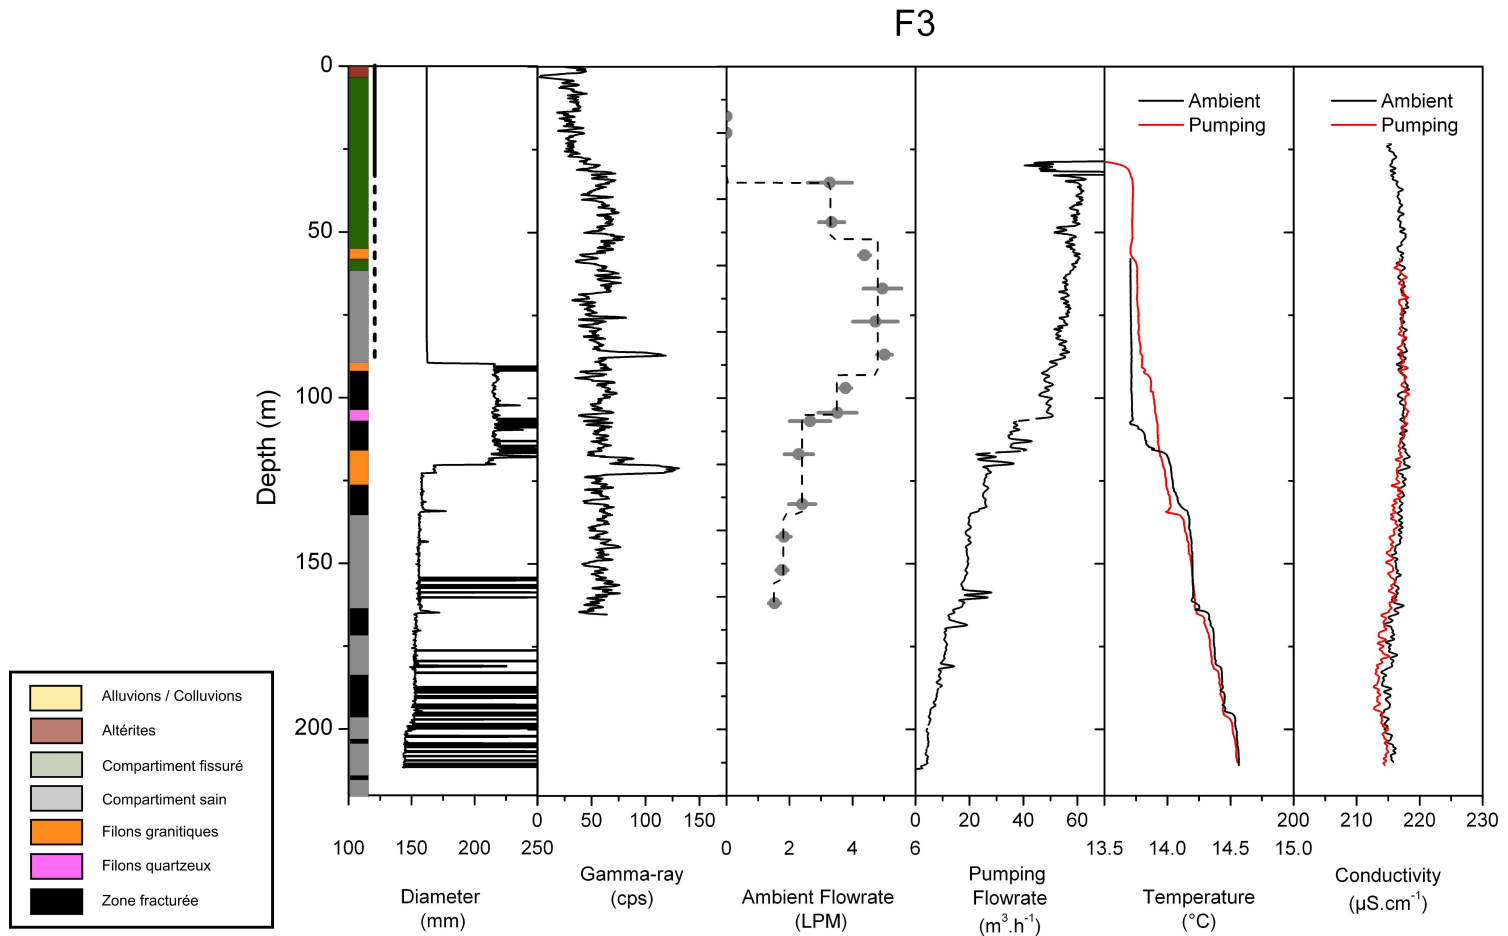 F3
0
50
100
150
200
Depth (m)
Ambient
Pumping
Ambient
Pumping
100
150
200
250
Diameter
(mm)
0
50
100
150
Gamma-ray
(cps)
0
2
4
6
Ambient Flowrate
(LPM)
0
20
40
60
Pumping
Flowrate
(m³.h⁻¹)
13.5
14.0
14.5
15.0
Temperature
(°C)
200
210
220
230
Conductivity
(µS.cm⁻¹)
Alluvions / Colluvions
Altérites
Compartiment fissuré
Compartiment sain
Filons granitiques
Filons quartzeux
Zone fracturée